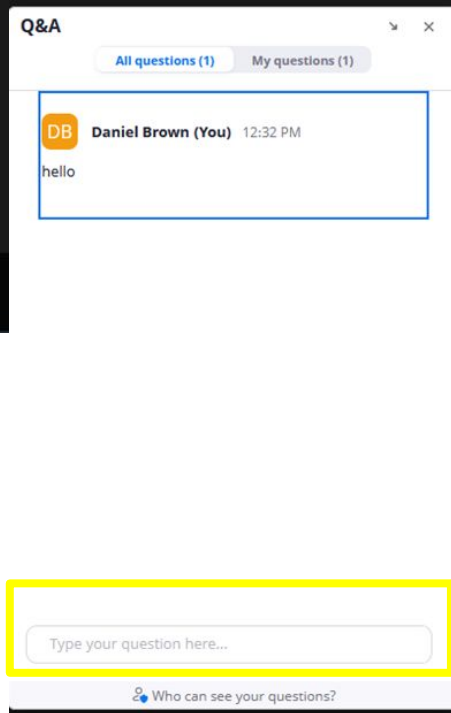 Q&A
All questions (1) My questions (1)
DB Daniel Brown (You) 12:32 PM
hello
Type your question here...
Who can see your questions?